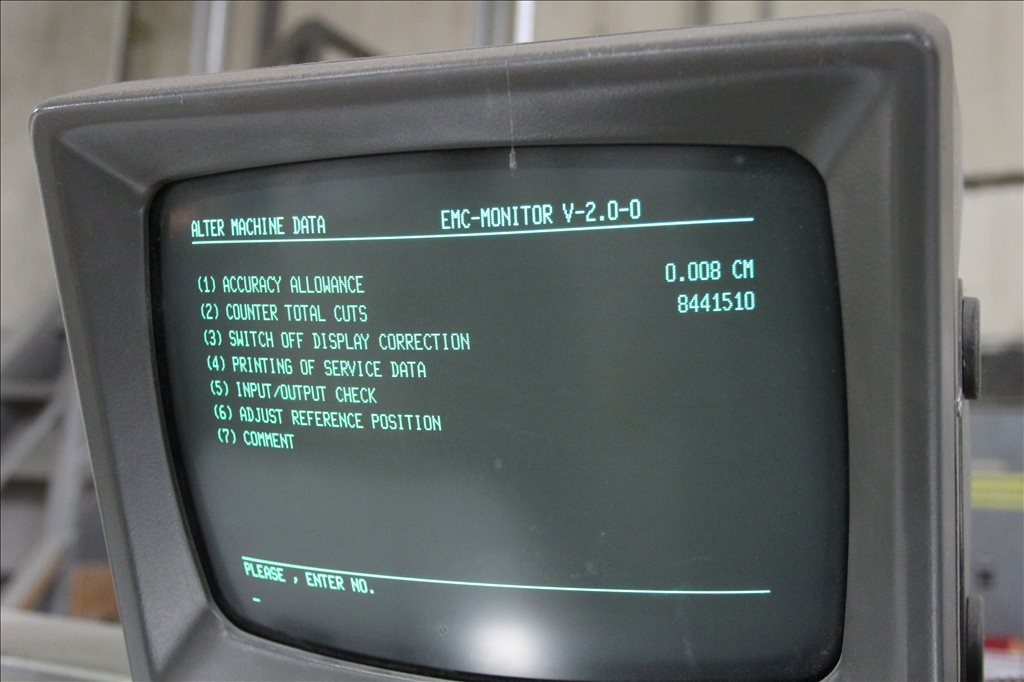 ALTER MACHINE DATA EMC-MONITOR V-2.0-0
(1) ACCURACY ALLOWANCE 0.008 CM
(2) COUNTER TOTAL CUTS 8441510
(3) SWITCH OFF DISPLAY CORRECTION
(4) PRINTING OF SERVICE DATA
(5) INPUT/OUTPUT CHECK
(6) ADJUST REFERENCE POSITION
(7) COMMENT
PLEASE , ENTER NO.
_